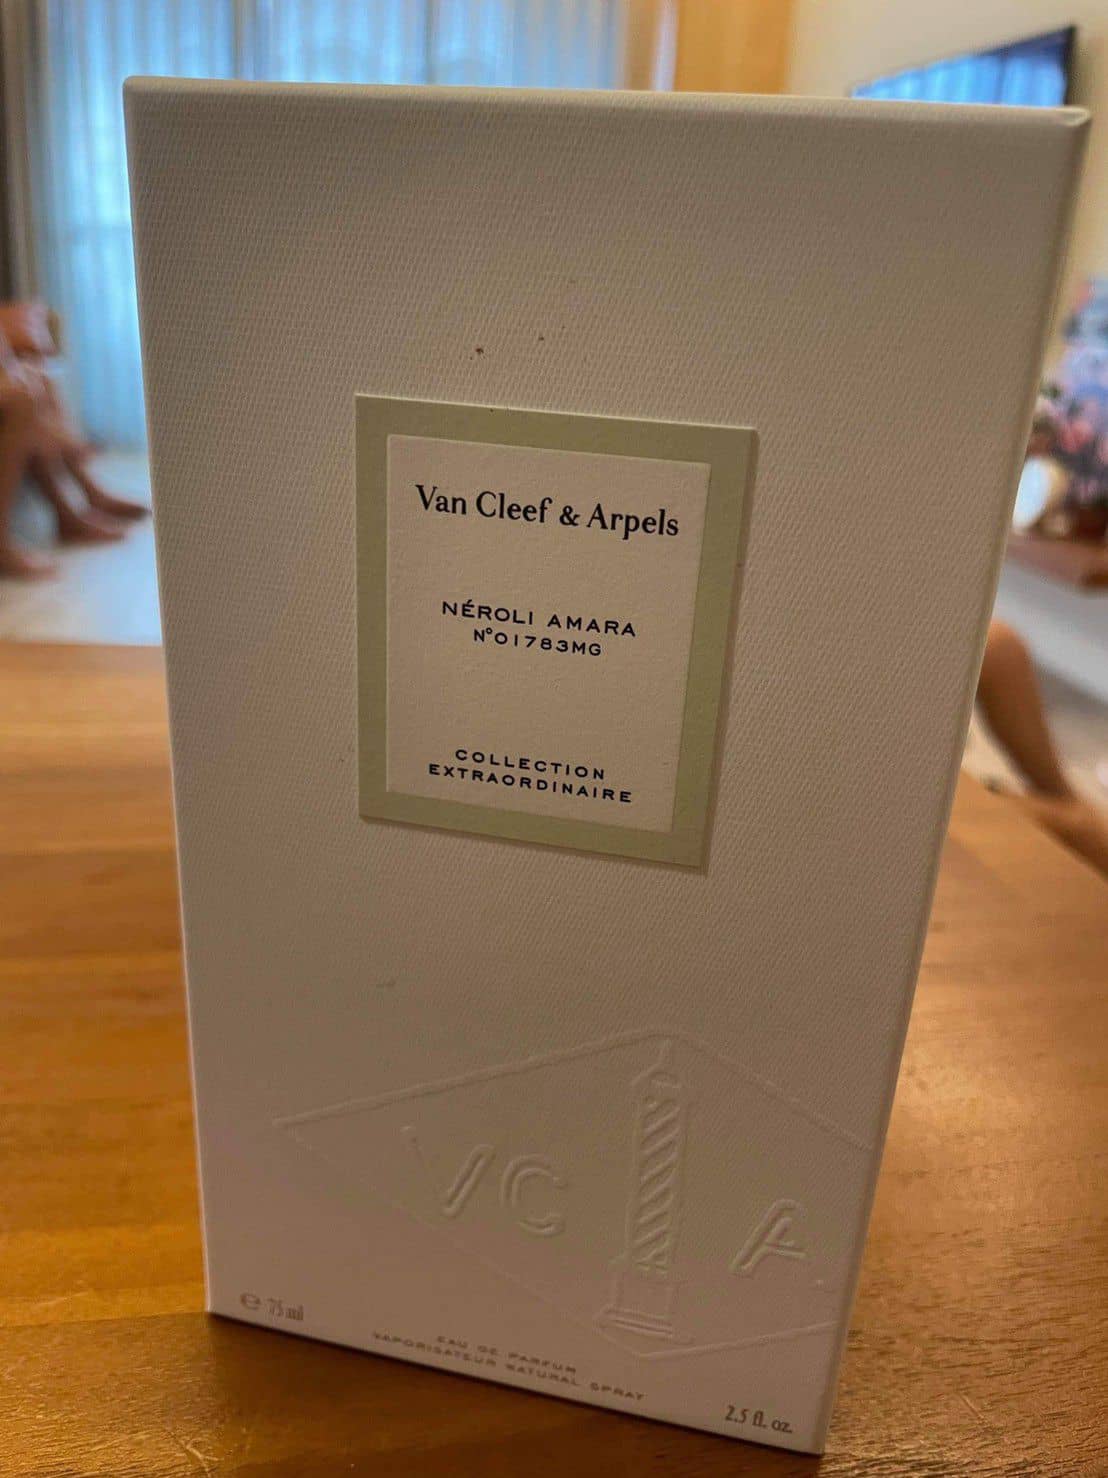 Van Cleef & Arpels
NÉROLI AMARA
N°01783MG
COLLECTION
EXTRAORDINAIRE
VC A
℮ 75 ml
EAU DE PARFUM
VAPORISATEUR NATURAL SPRAY
2.5 fl. oz.